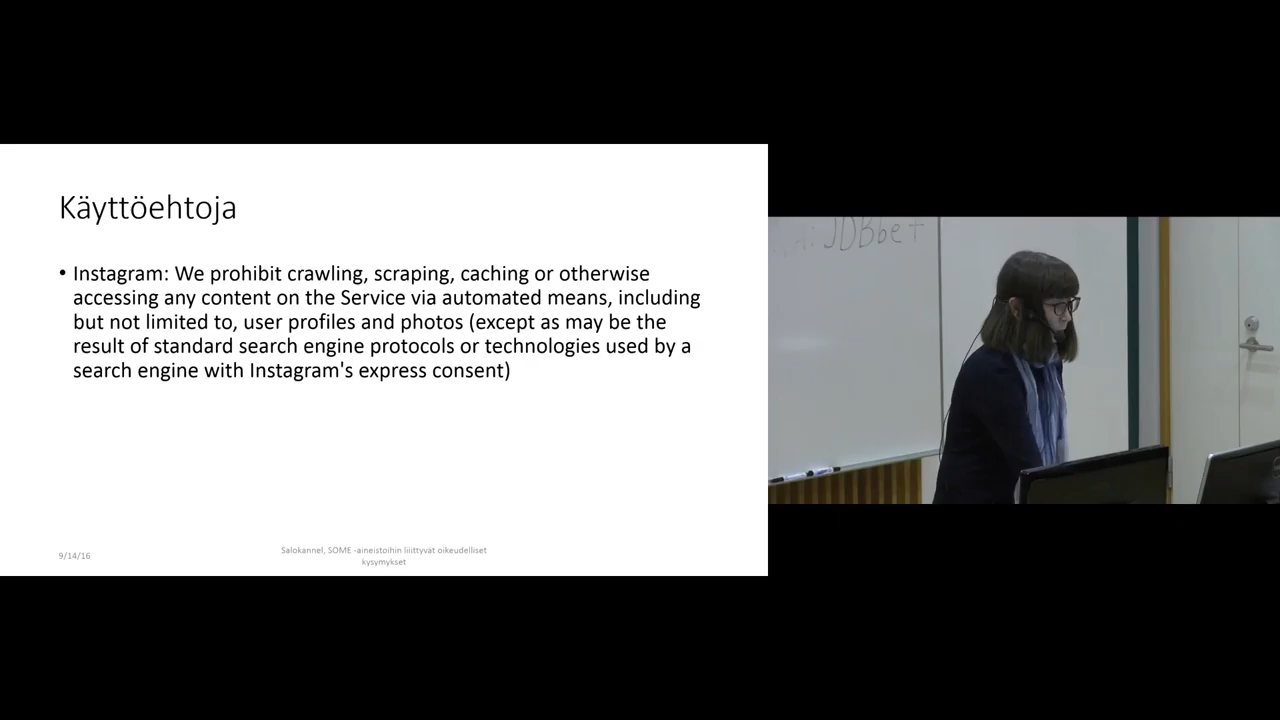 Käyttöehtoja
• Instagram: We prohibit crawling, scraping, caching or otherwise
accessing any content on the Service via automated means, including
but not limited to, user profiles and photos (except as may be the
result of standard search engine protocols or technologies used by a
search engine with Instagram's express consent)
9/14/16
Salokannel, SOME -aineistoihin liiittyvät oikeudelliset
kysymykset